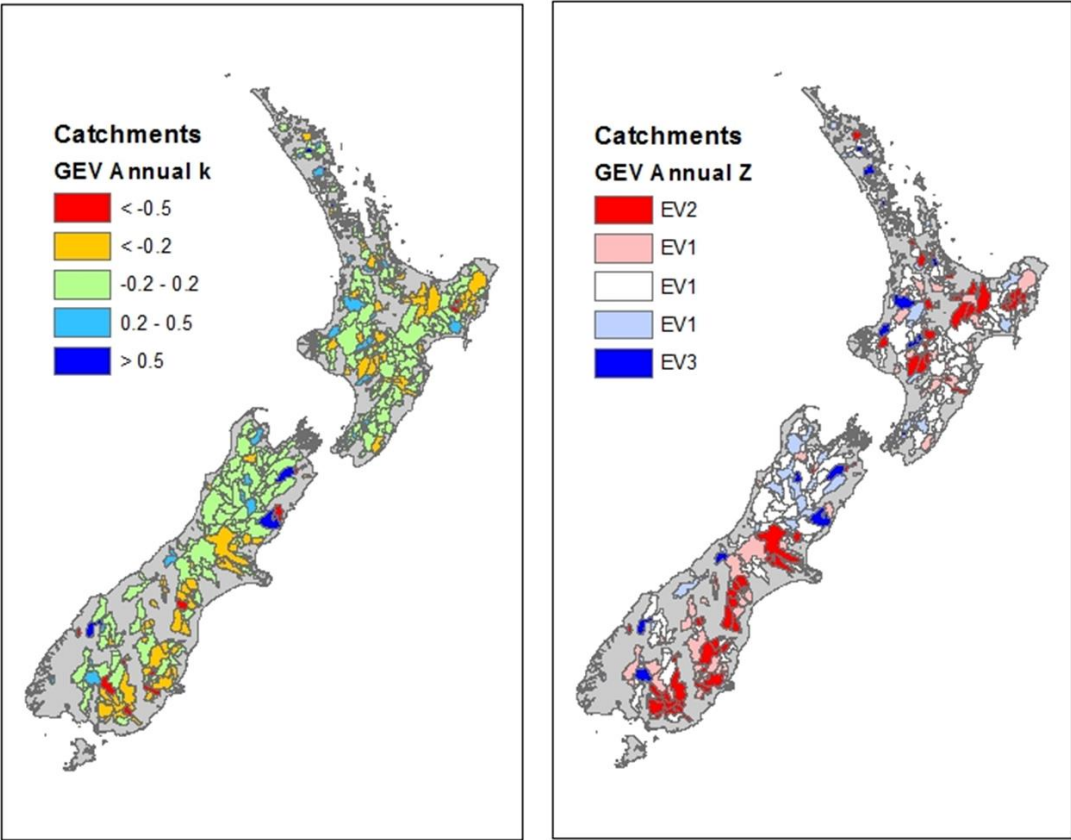 Catchments
GEV Annual k
< -0.5
< -0.2
-0.2 - 0.2
0.2 - 0.5
> 0.5
Catchments
GEV Annual Z
EV2
EV1
EV1
EV1
EV3